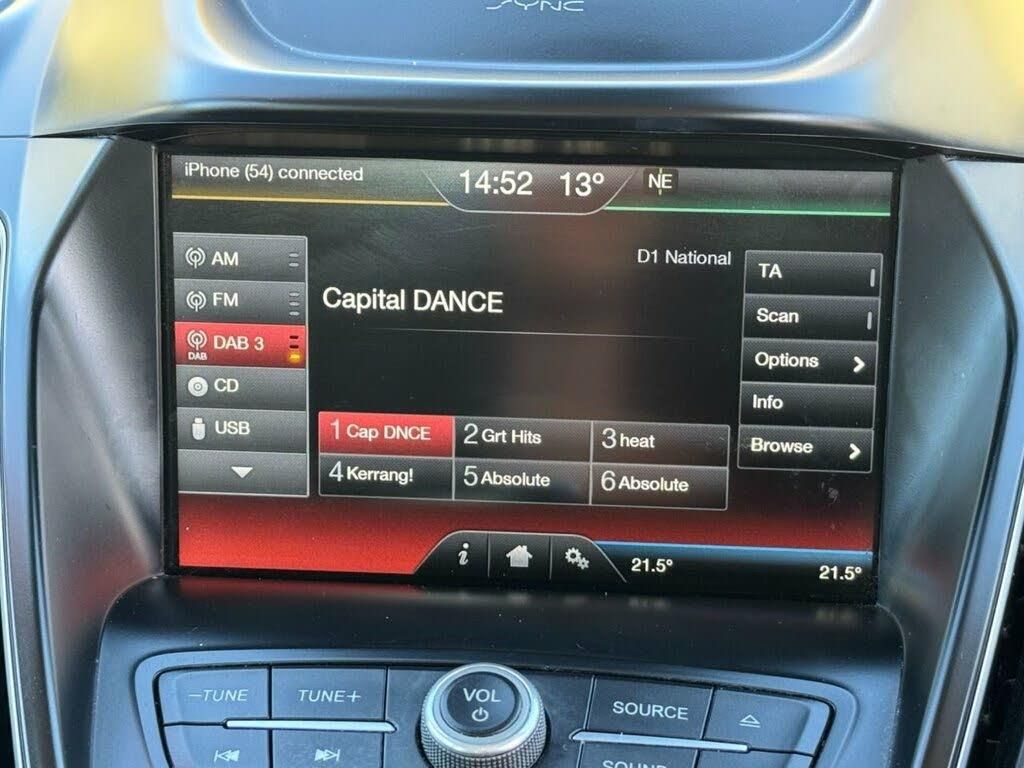 SYNC
iPhone (54) connected
14:52 13° NE
D1 National
AM
FM
DAB
DAB 3
CD
USB
Capital DANCE
TA
Scan
Options
Info
Browse
1 Cap DNCE
2 Grt Hits
3 heat
4 Kerrang!
5 Absolute
6 Absolute
i
21.5°
21.5°
–TUNE
TUNE+
VOL
SOURCE
SOUND